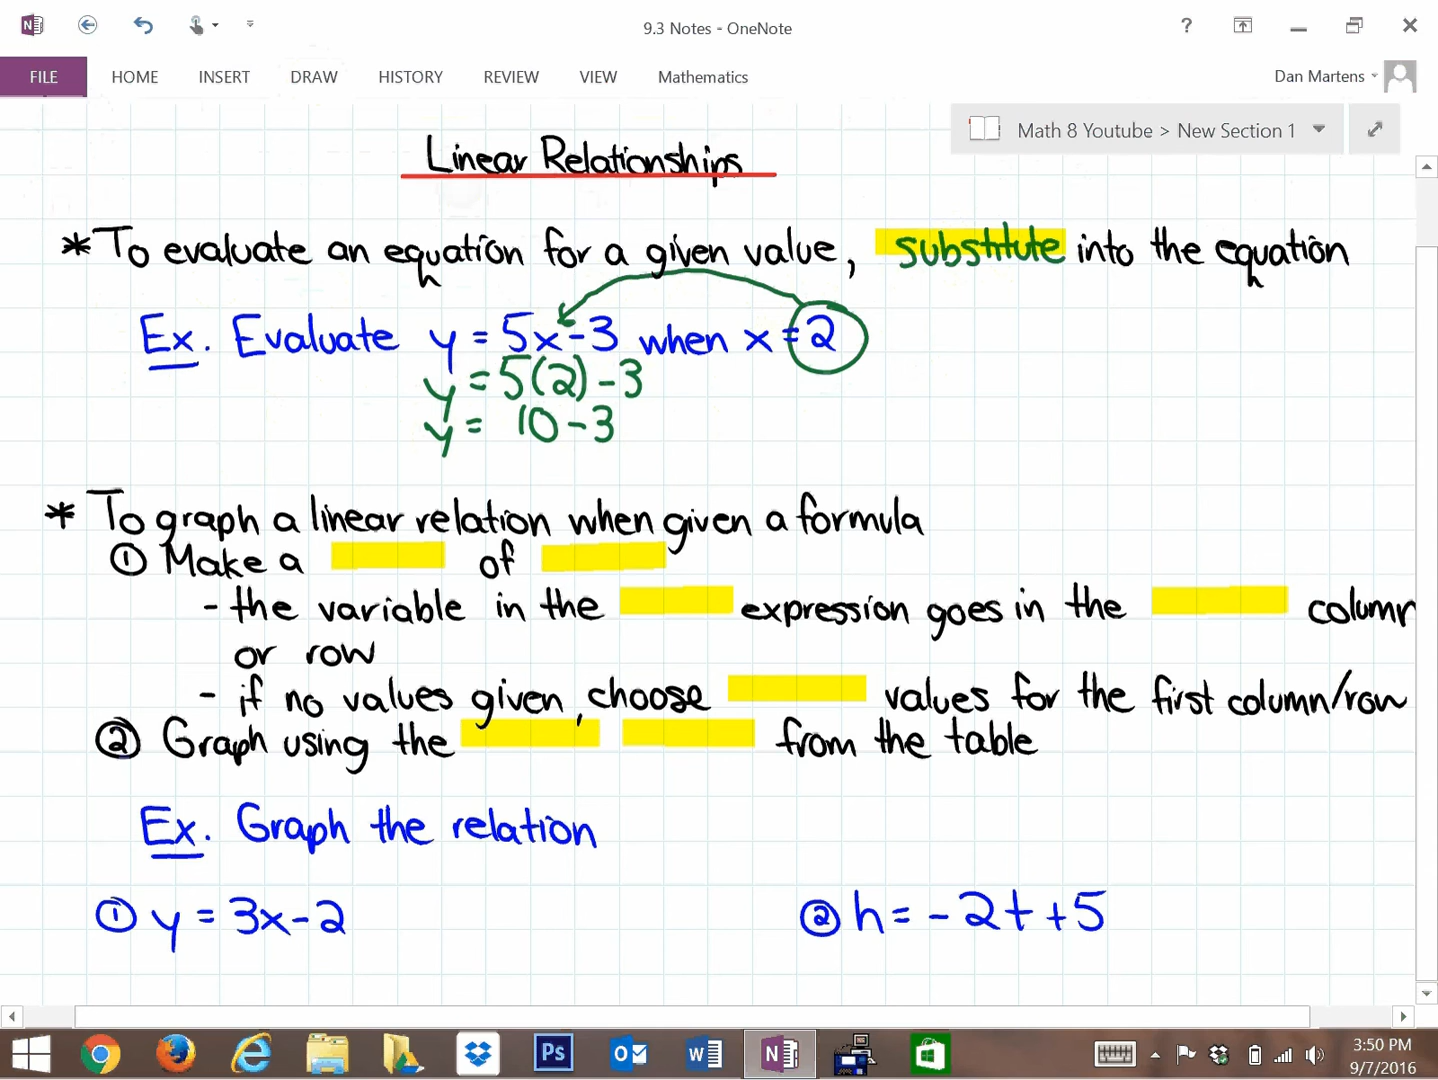 9.3 Notes - OneNote
?
FILE HOME INSERT DRAW HISTORY REVIEW VIEW Mathematics
Dan Martens
Math 8 Youtube > New Section 1
Linear Relationships
* To evaluate an equation for a given value, substitute into the equation
Ex. Evaluate y = 5x - 3 when x = 2
y = 5(2) - 3
y = 10 - 3
* To graph a linear relation when given a formula
① Make a of
- the variable in the expression goes in the column
or row
- if no values given, choose values for the first column/row
② Graph using the from the table
Ex. Graph the relation
① y = 3x - 2
② h = - 2t + 5
Ps
3:50 PM
9/7/2016